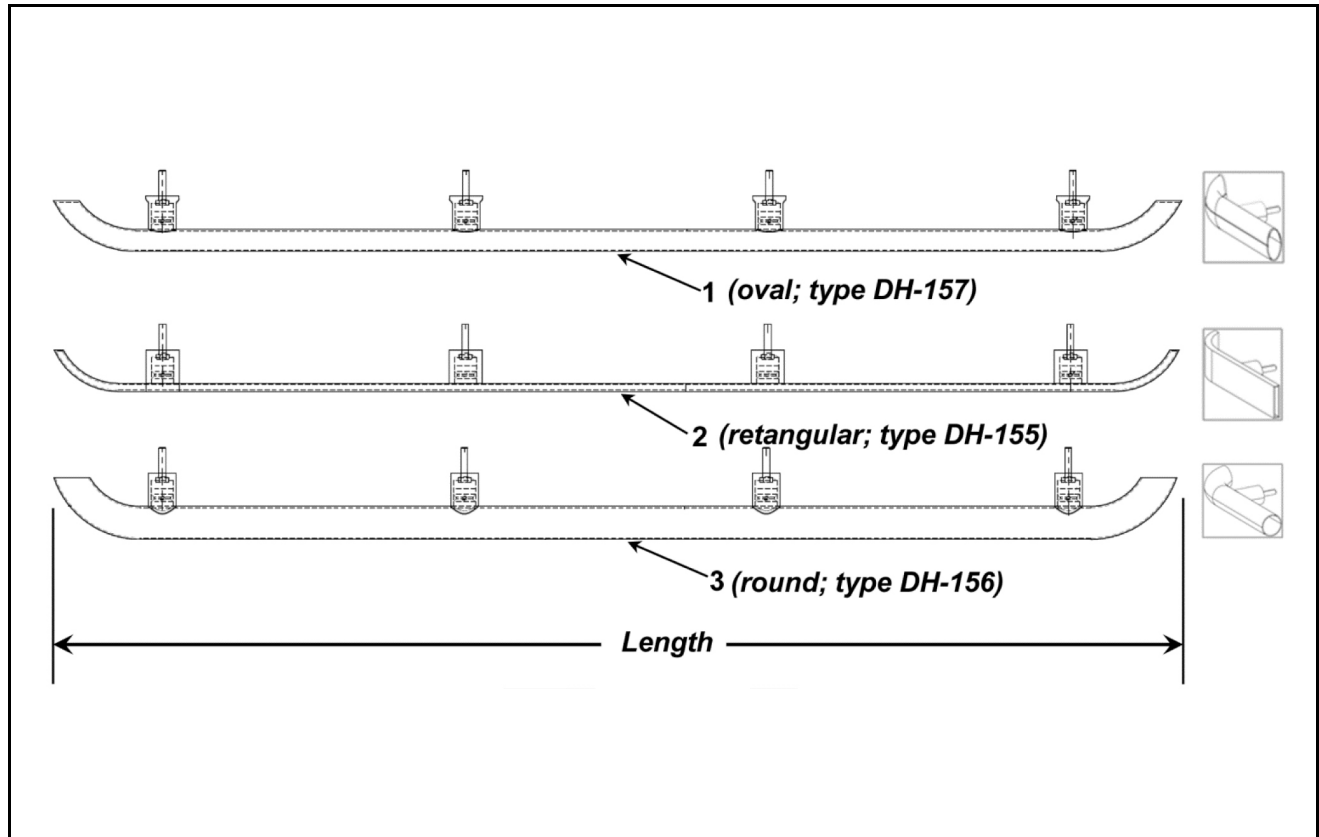 1 (oval; type DH-157)
2 (retangular; type DH-155)
3 (round; type DH-156)
Length